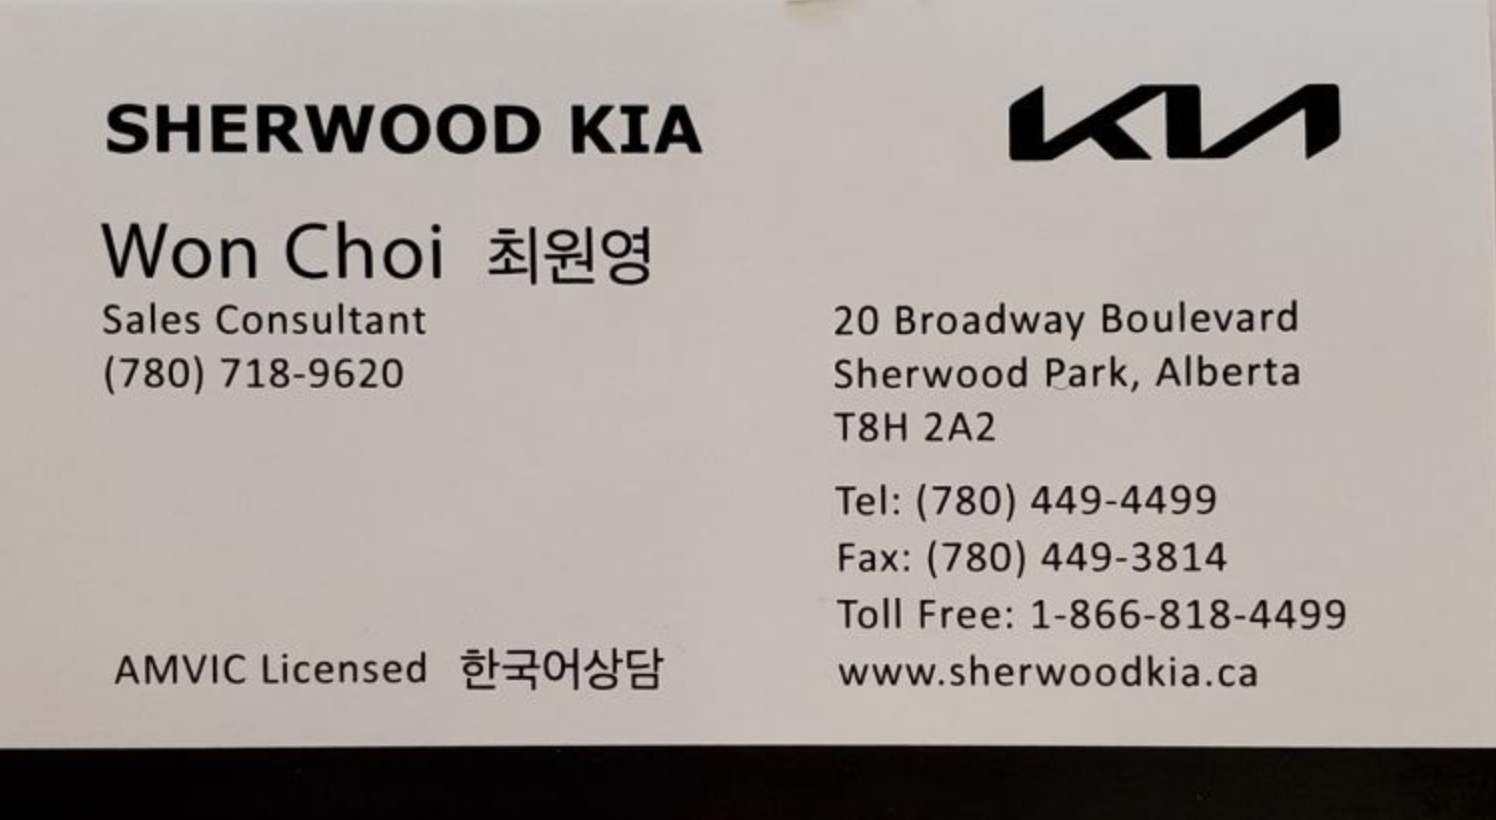 SHERWOOD KIA
KIA
Won Choi 최원영
Sales Consultant
(780) 718-9620
20 Broadway Boulevard
Sherwood Park, Alberta
T8H 2A2
Tel: (780) 449-4499
Fax: (780) 449-3814
Toll Free: 1-866-818-4499
www.sherwoodkia.ca
AMVIC Licensed 한국어상담